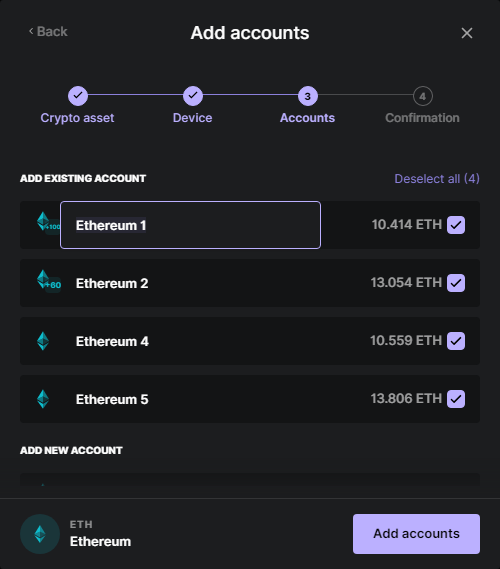 Back
Add accounts
Crypto asset
Device
3
Accounts
4
Confirmation
ADD EXISTING ACCOUNT
Deselect all (4)
+100
Ethereum 1
10.414 ETH
+60
Ethereum 2
13.054 ETH
Ethereum 4
10.559 ETH
Ethereum 5
13.806 ETH
ADD NEW ACCOUNT
ETH
Ethereum
Add accounts